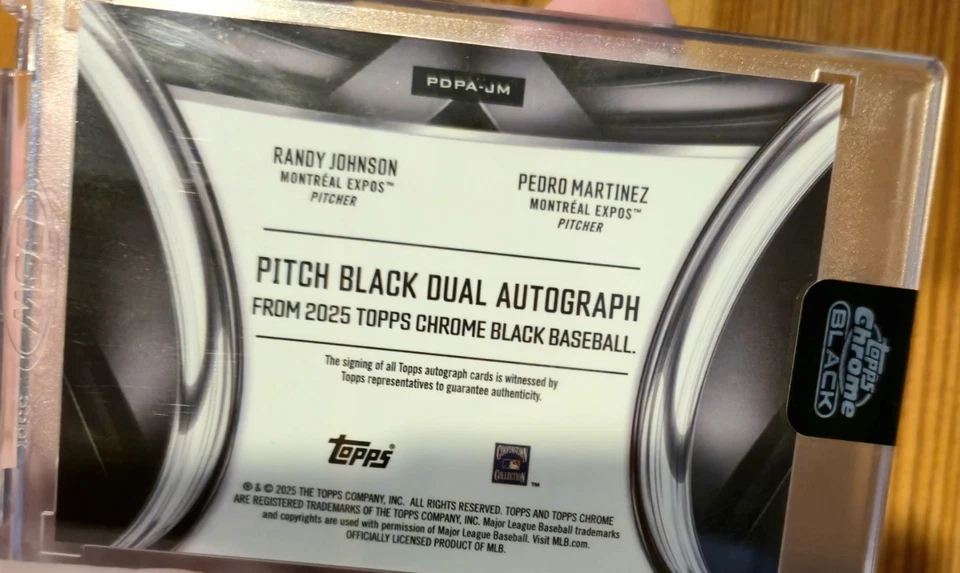 PDPA-JM
RANDY JOHNSON
MONTRÉAL EXPOS™
PITCHER
PEDRO MARTINEZ
MONTRÉAL EXPOS™
PITCHER
PITCH BLACK DUAL AUTOGRAPH
FROM 2025 TOPPS CHROME BLACK BASEBALL.
The signing of all Topps autograph cards is witnessed by
Topps representatives to guarantee authenticity.
topps®
COOPERSTOWN
COLLECTION
™
® & © 2025 THE TOPPS COMPANY, INC. ALL RIGHTS RESERVED. TOPPS AND TOPPS CHROME
ARE REGISTERED TRADEMARKS OF THE TOPPS COMPANY, INC. Major League Baseball trademarks
and copyrights are used with permission of Major League Baseball. Visit MLB.com.
OFFICIALLY LICENSED PRODUCT OF MLB.
topps
Chrome
BLACK